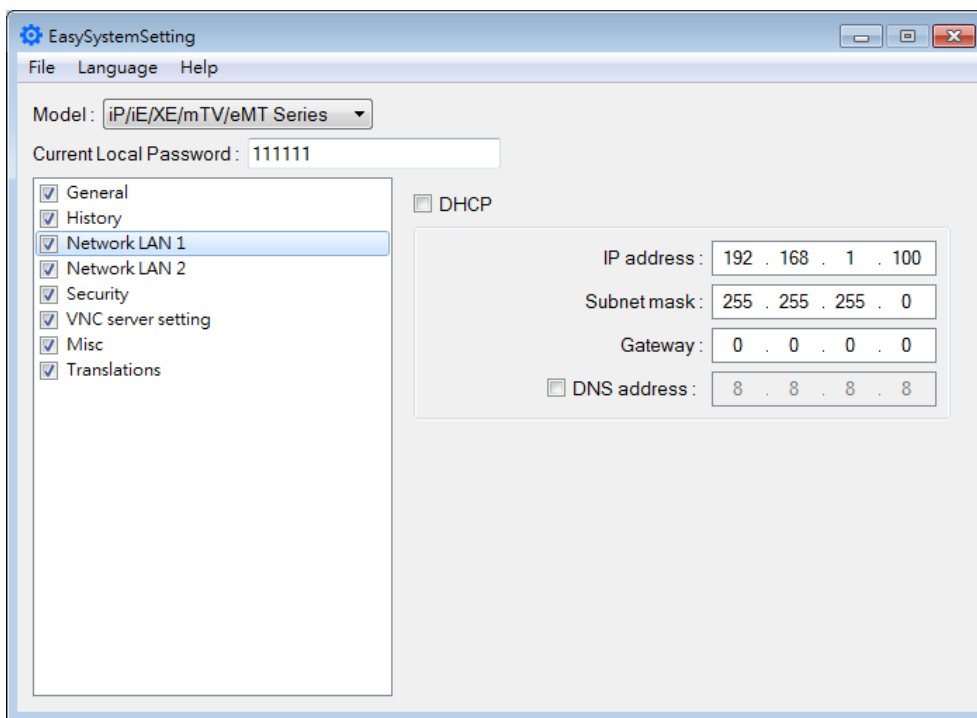 EasySystemSetting
File Language Help
Model : iP/iE/XE/mTV/eMT Series
Current Local Password : 111111
General
History
Network LAN 1
Network LAN 2
Security
VNC server setting
Misc
Translations
DHCP
IP address : 192 . 168 . 1 . 100
Subnet mask : 255 . 255 . 255 . 0
Gateway : 0 . 0 . 0 . 0
DNS address : 8 . 8 . 8 . 8